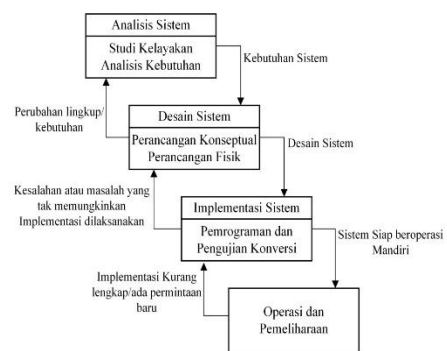 Analisis Sistem
Studi Kelayakan
Analisis Kebutuhan
Kebutuhan Sistem
Perubahan lingkup/
kebutuhan
Desain Sistem
Perancangan Konseptual
Perancangan Fisik
Desain Sistem
Kesalahan atau masalah yang
tak memungkinkan
Implementasi dilaksanakan
Implementasi Sistem
Pemrograman dan
Pengujian Konversi
Sistem Siap beroperasi
Mandiri
Implementasi Kurang
lengkap/ada permintaan
baru
Operasi dan
Pemeliharaan